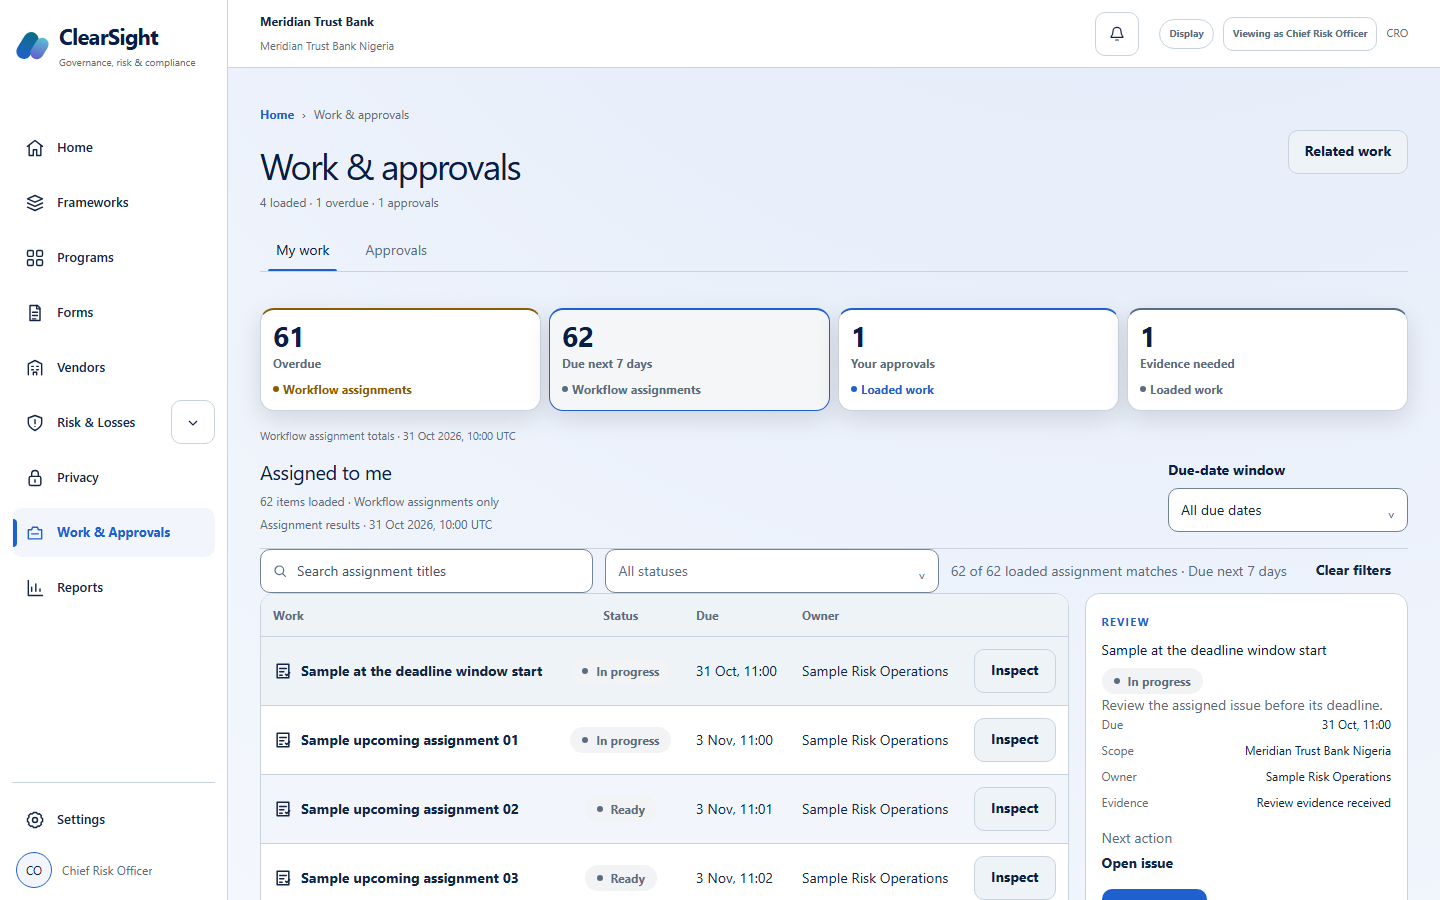 ClearSight
Governance, risk & compliance
Home
Frameworks
Programs
Forms
Vendors
Risk & Losses
Privacy
Work & Approvals
Reports
Settings
CO Chief Risk Officer
Meridian Trust Bank
Meridian Trust Bank Nigeria
Display
Viewing as Chief Risk Officer
CRO
Home › Work & approvals
Work & approvals
4 loaded · 1 overdue · 1 approvals
Related work
My work
Approvals
61
Overdue
Workflow assignments
62
Due next 7 days
Workflow assignments
1
Your approvals
Loaded work
1
Evidence needed
Loaded work
Workflow assignment totals · 31 Oct 2026, 10:00 UTC
Assigned to me
62 items loaded · Workflow assignments only
Assignment results · 31 Oct 2026, 10:00 UTC
Due-date window
All due dates
Search assignment titles
All statuses
62 of 62 loaded assignment matches · Due next 7 days
Clear filters
Work Status Due Owner
Sample at the deadline window start In progress 31 Oct, 11:00 Sample Risk Operations Inspect
Sample upcoming assignment 01 In progress 3 Nov, 11:00 Sample Risk Operations Inspect
Sample upcoming assignment 02 Ready 3 Nov, 11:01 Sample Risk Operations Inspect
Sample upcoming assignment 03 Ready 3 Nov, 11:02 Sample Risk Operations Inspect
REVIEW
Sample at the deadline window start
In progress
Review the assigned issue before its deadline.
Due 31 Oct, 11:00
Scope Meridian Trust Bank Nigeria
Owner Sample Risk Operations
Evidence Review evidence received
Next action
Open issue